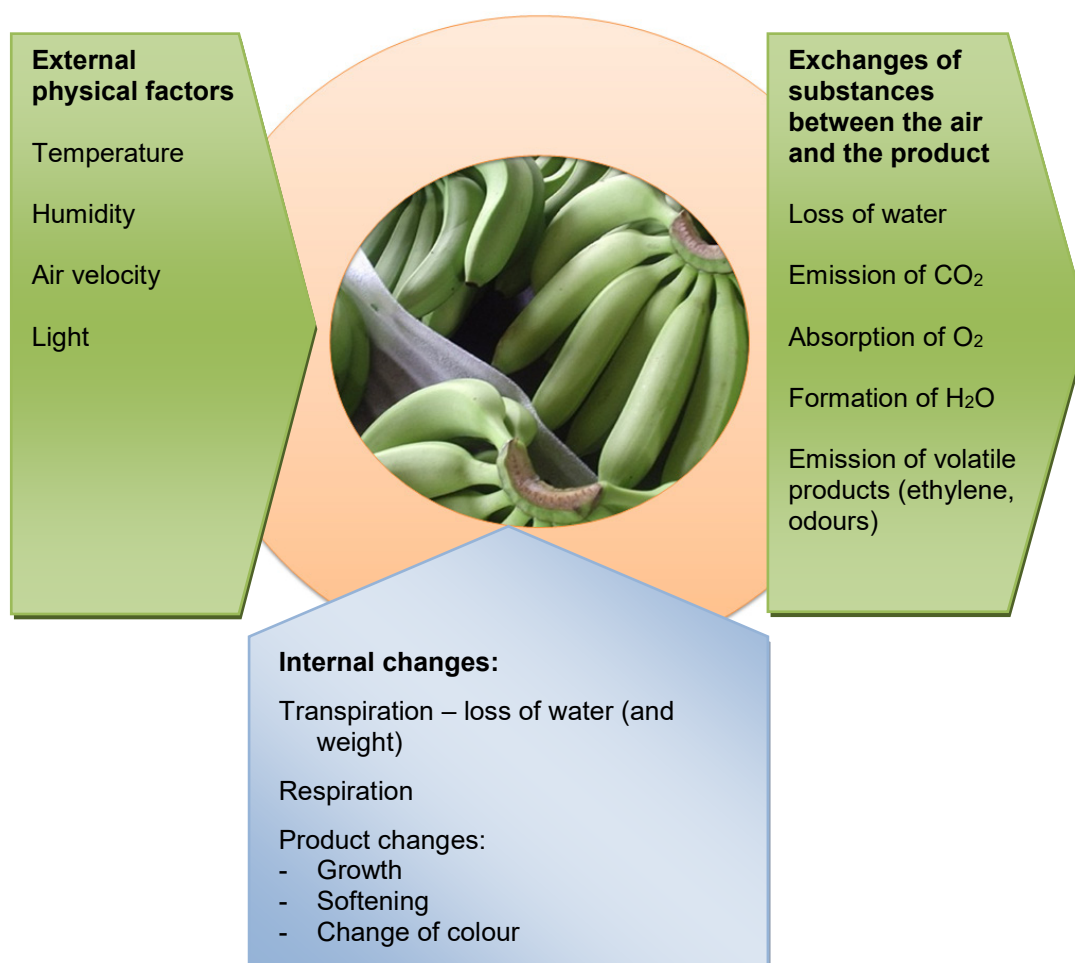 External
physical factors
Temperature
Humidity
Air velocity
Light
Exchanges of
substances
between the air
and the product
Loss of water
Emission of CO₂
Absorption of O₂
Formation of H₂O
Emission of volatile
products (ethylene,
odours)
Internal changes:
Transpiration – loss of water (and
weight)
Respiration
Product changes:
- Growth
- Softening
- Change of colour